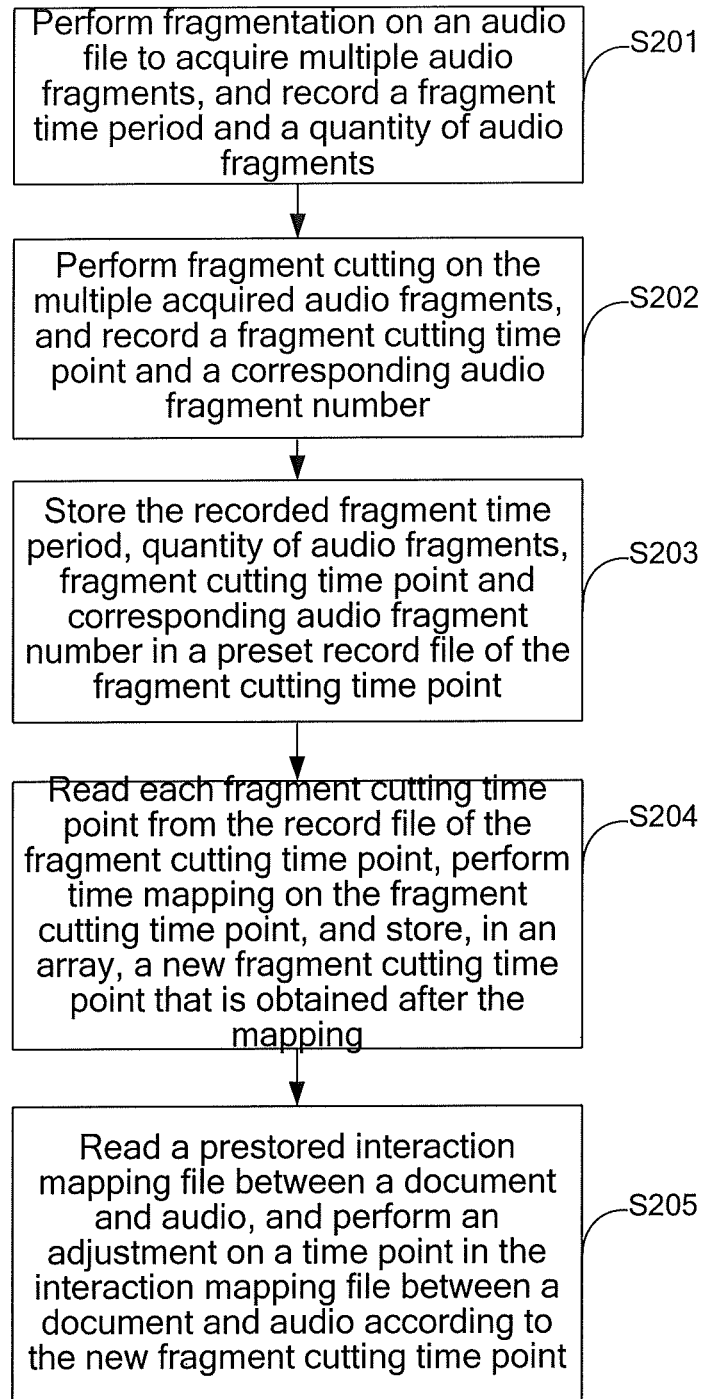 Perform fragmentation on an audio
file to acquire multiple audio
fragments, and record a fragment
time period and a quantity of audio
fragments
S201
Perform fragment cutting on the
multiple acquired audio fragments,
and record a fragment cutting time
point and a corresponding audio
fragment number
S202
Store the recorded fragment time
period, quantity of audio fragments,
fragment cutting time point and
corresponding audio fragment
number in a preset record file of the
fragment cutting time point
S203
Read each fragment cutting time
point from the record file of the
fragment cutting time point, perform
time mapping on the fragment
cutting time point, and store, in an
array, a new fragment cutting time
point that is obtained after the
mapping
S204
Read a prestored interaction
mapping file between a document
and audio, and perform an
adjustment on a time point in the
interaction mapping file between a
document and audio according to
the new fragment cutting time point
S205